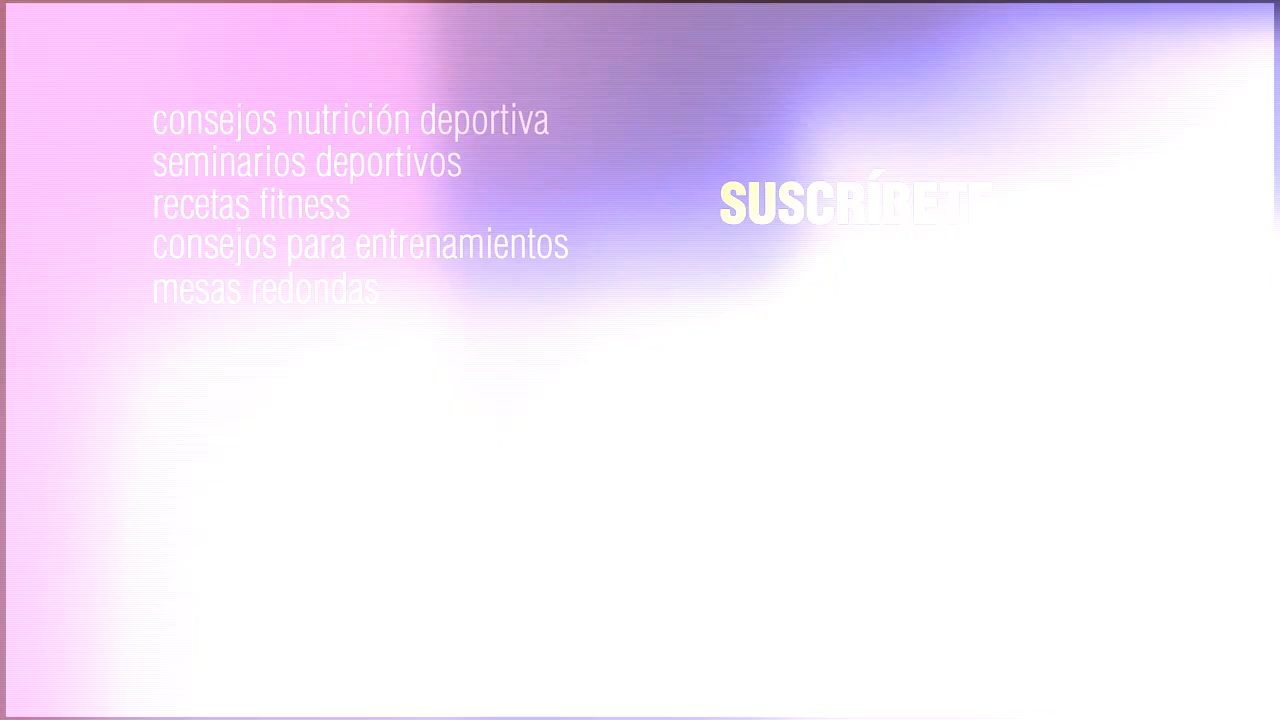 consejos nutrición deportiva
seminarios deportivos
recetas fitness
consejos para entrenamientos
mesas redondas
SUSCRÍBETE